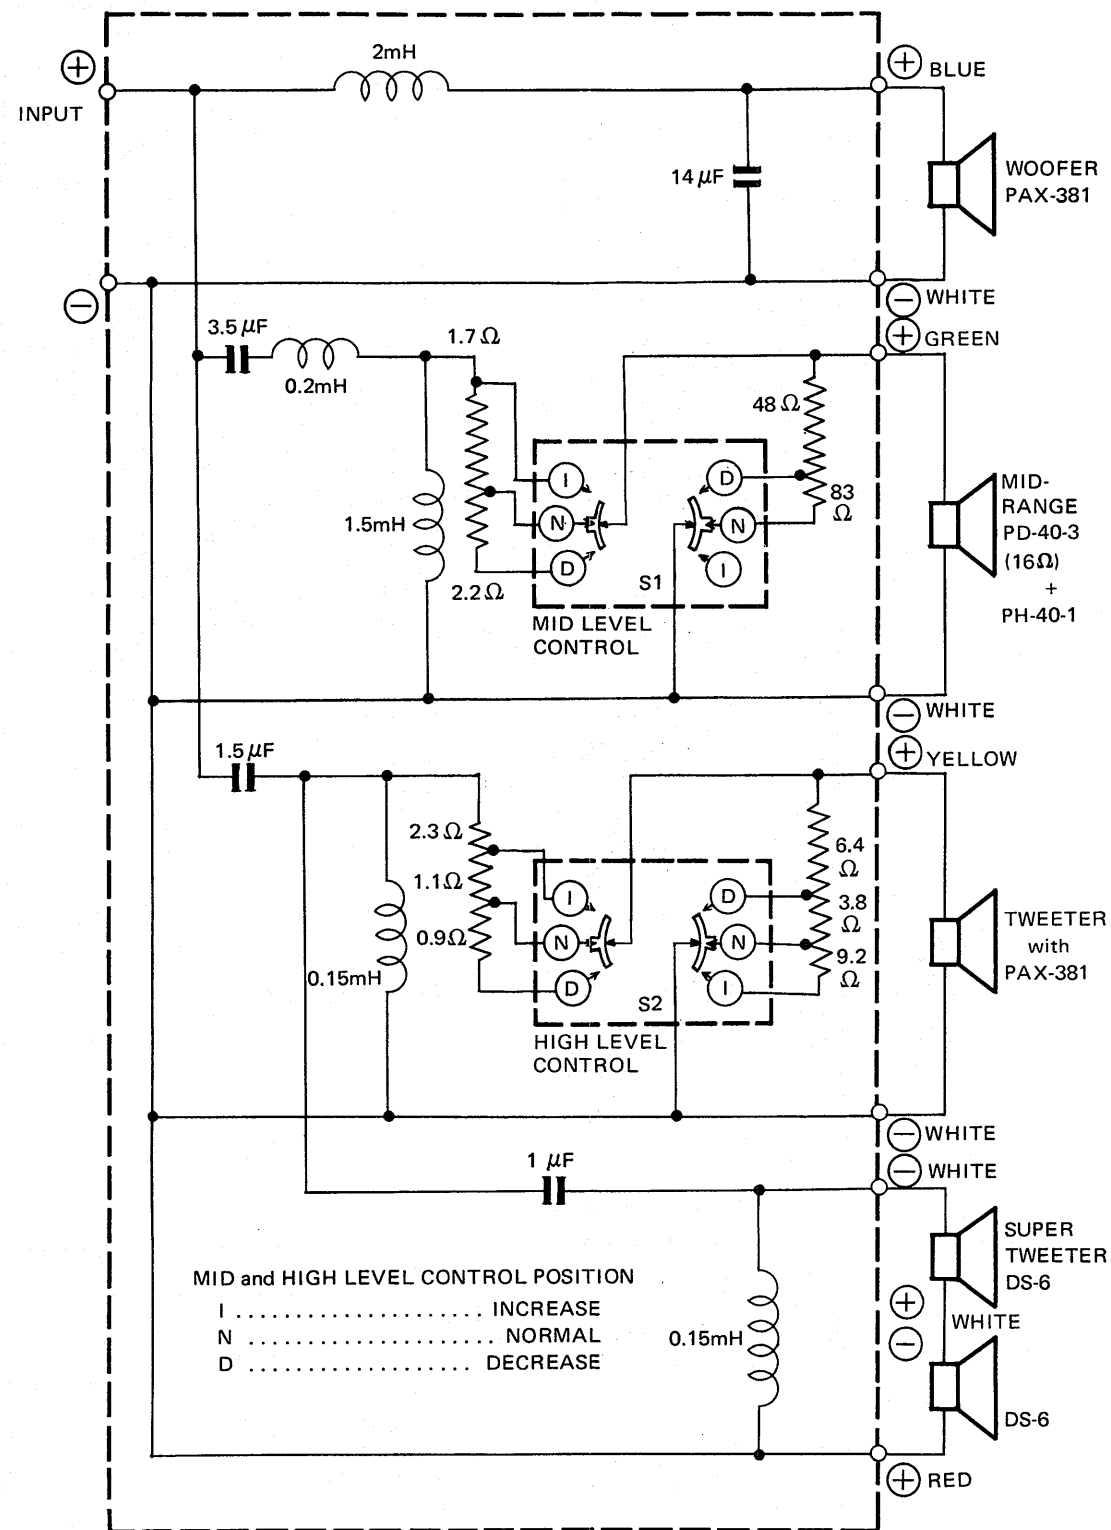 2mH
⊕
INPUT
⊕ BLUE
14 μF
WOOFER
PAX-381
⊖
⊖ WHITE
3.5 μF
0.2mH
1.7 Ω
⊕ GREEN
48 Ω
83
Ω
1.5mH
2.2 Ω
I
N
D
D
N
I
S1
MID LEVEL
CONTROL
MID-
RANGE
PD-40-3
(16Ω)
+
PH-40-1
⊖ WHITE
⊕ YELLOW
1.5 μF
2.3 Ω
1.1Ω
0.9Ω
0.15mH
I
N
D
D
N
I
S2
HIGH LEVEL
CONTROL
6.4
Ω
3.8
Ω
9.2
Ω
TWEETER
with
PAX-381
⊖ WHITE
⊖ WHITE
1 μF
SUPER
TWEETER
DS-6
⊕
WHITE
⊖
DS-6
0.15mH
MID and HIGH LEVEL CONTROL POSITION
I ...................... INCREASE
N ....................... NORMAL
D .................... DECREASE
⊕ RED